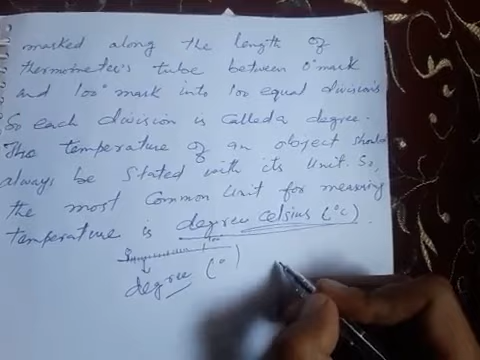 marked along the length of
thermometer's tube between 0° mark
and 100° mark into 100 equal divisions
So each division is called a degree.
The temperature of an object should
always be stated with its unit. So,
the most common unit for measuring
temperature is degree celsius (°C).
degree (°)